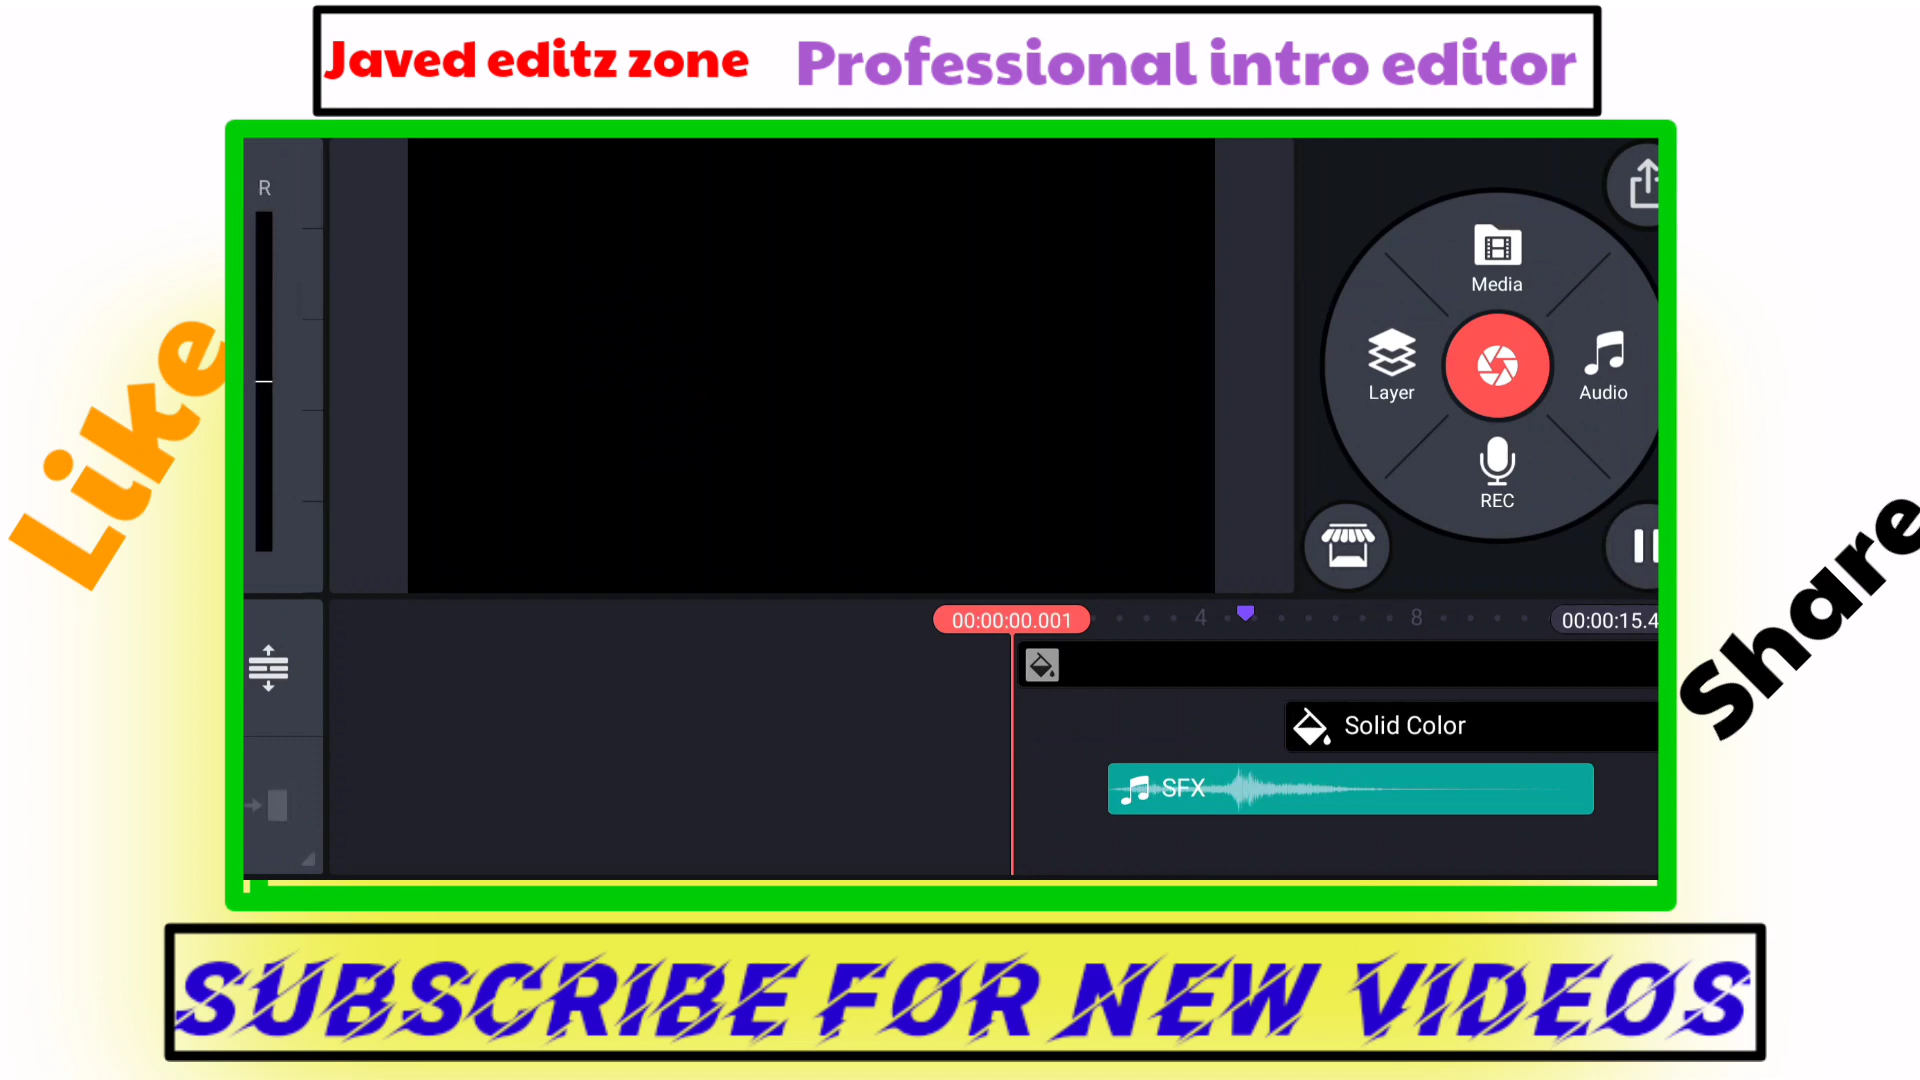 Javed editz zone Professional intro editor
R
Media
Like
Layer
Audio
REC
Share
00:00:00.001 4 8 00:00:15.4
Solid Color
SFX
SUBSCRIBE FOR NEW VIDEOS